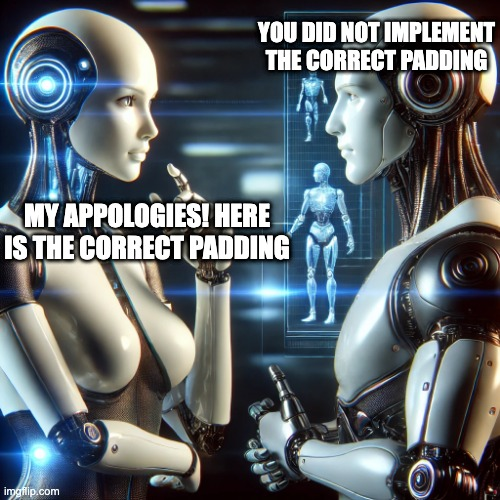 YOU DID NOT IMPLEMENT
THE CORRECT PADDING
MY APPOLOGIES! HERE
IS THE CORRECT PADDING
imgflip.com